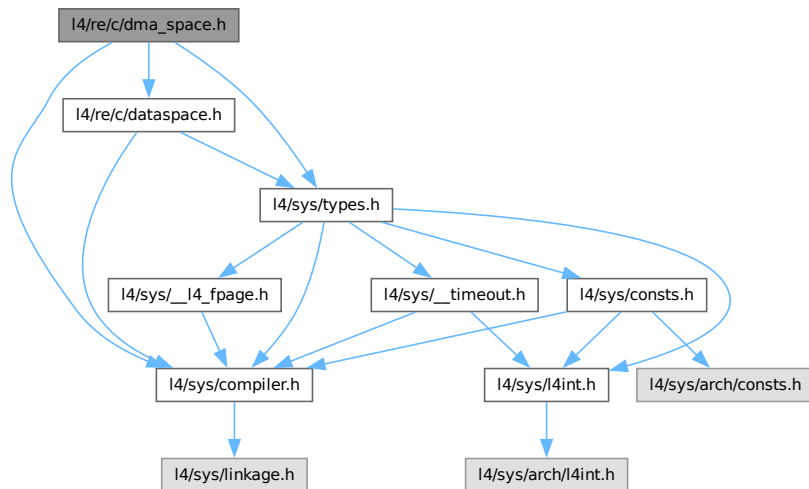 l4/re/c/dma_space.h
l4/re/c/dataspace.h
l4/sys/types.h
l4/sys/__l4_fpage.h
l4/sys/__timeout.h
l4/sys/consts.h
l4/sys/compiler.h
l4/sys/l4int.h
l4/sys/arch/consts.h
l4/sys/linkage.h
l4/sys/arch/l4int.h